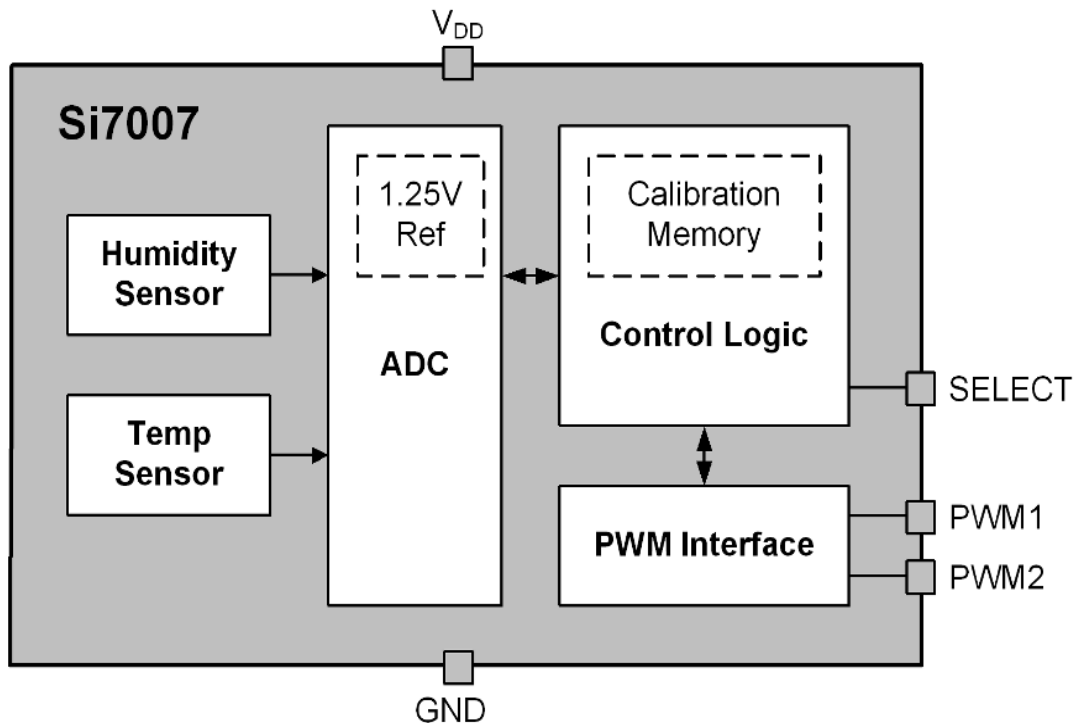 V_DD
Si7007
1.25V
Ref
Calibration
Memory
Humidity
Sensor
ADC
Control Logic
SELECT
Temp
Sensor
PWM Interface
PWM1
PWM2
GND